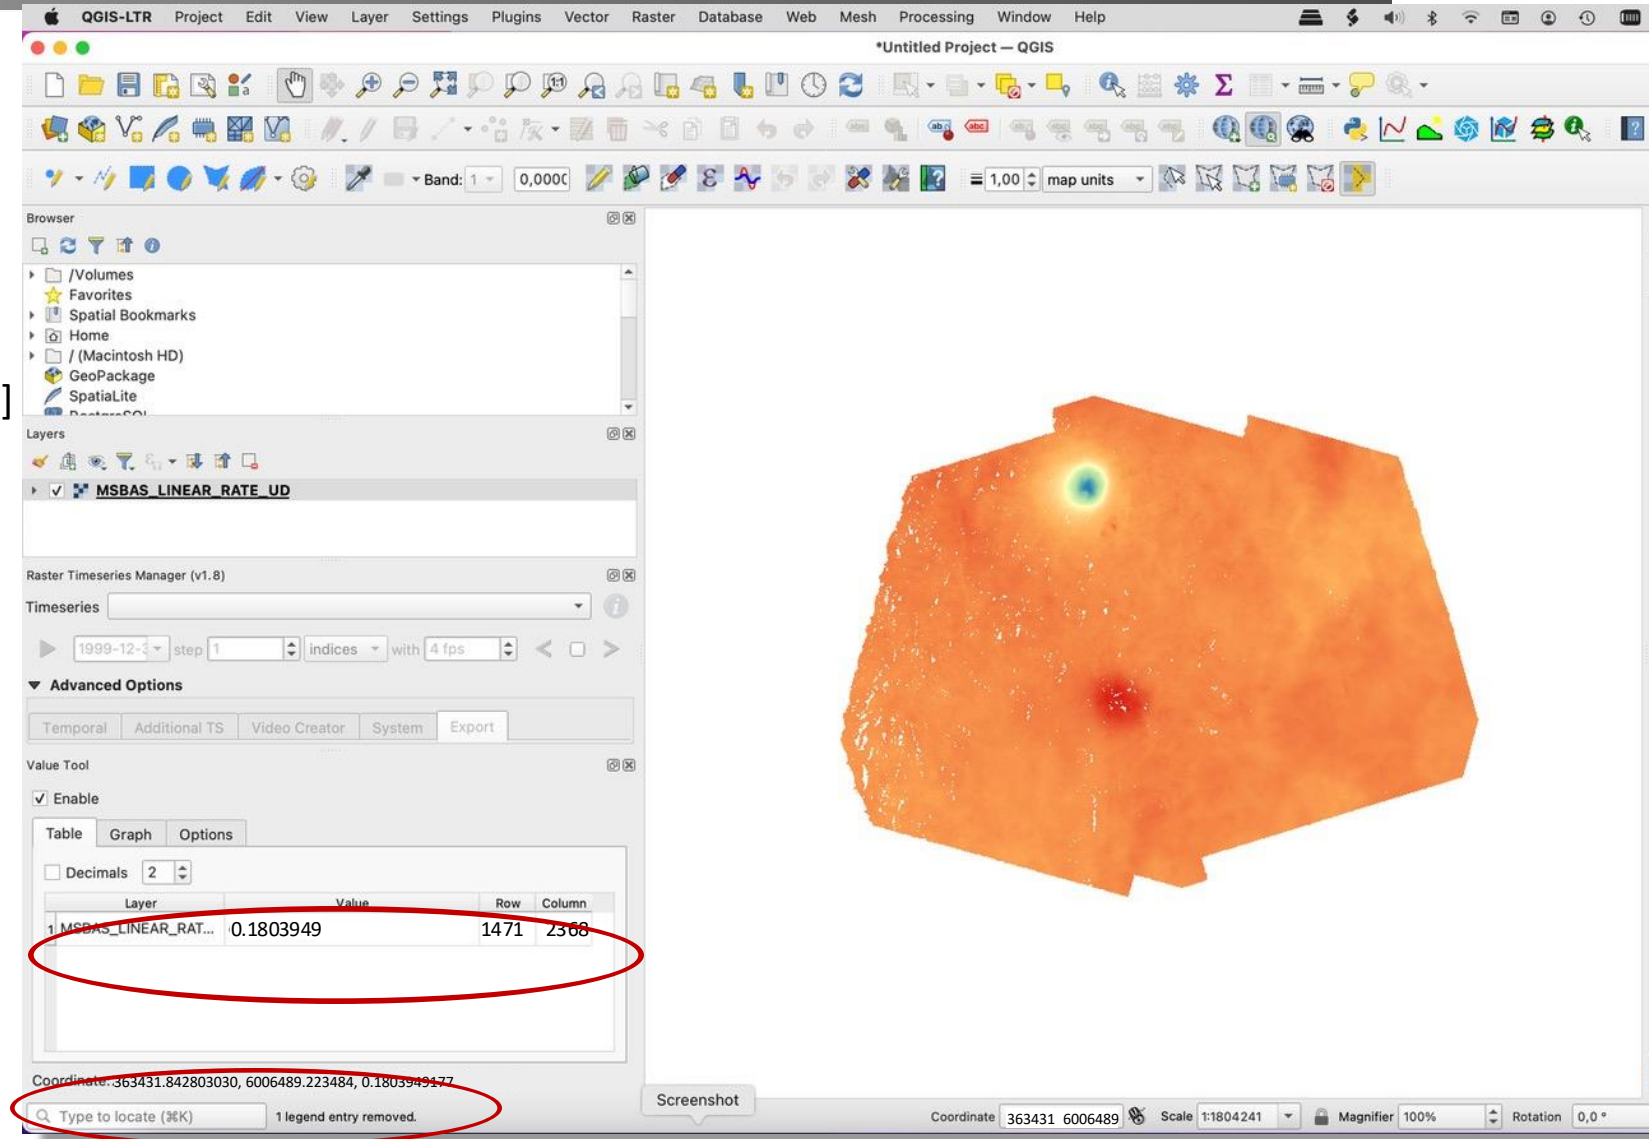 QGIS-LTR Project Edit View Layer Settings Plugins Vector Raster Database Web Mesh Processing Window Help
*Untitled Project — QGIS
Band: 1 0,000( 1,00 map units
Browser
/Volumes
Favorites
Spatial Bookmarks
Home
/ (Macintosh HD)
GeoPackage
]
SpatiaLite
Layers
MSBAS_LINEAR_RATE_UD
Raster Timeseries Manager (v1.8)
Timeseries
1999-12- step 1 indices with 4 fps
Advanced Options
Temporal Additional TS Video Creator System Export
Value Tool
Enable
Table Graph Options
Decimals 2
Layer Value Row Column
1 MSBAS_LINEAR_RAT... 0.1803949 1471 2368
Coordinate: 363431.842803030, 6006489.223484, 0.1803949177
Screenshot
Type to locate (⌘K) 1 legend entry removed. Coordinate 363431 6006489 Scale 1:1804241 Magnifier 100% Rotation 0,0 °